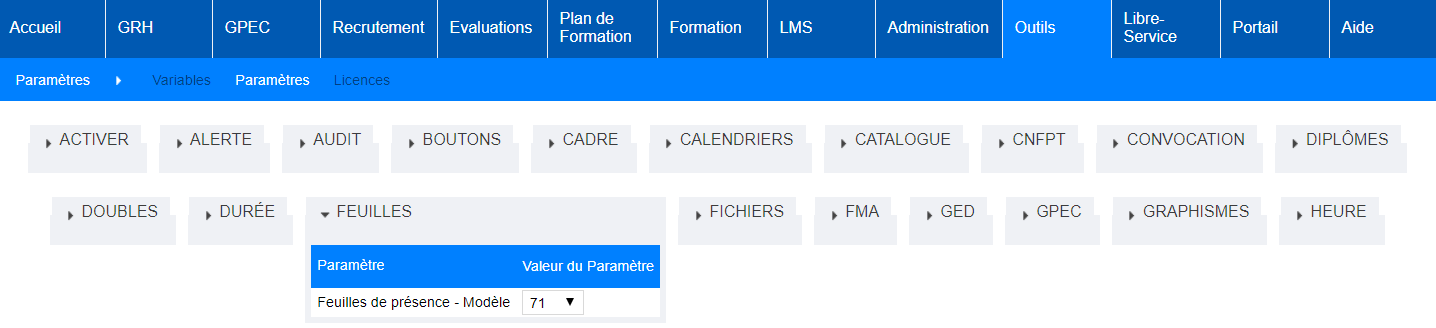 Accueil
GRH
GPEC
Recrutement
Evaluations
Plan de
Formation
Formation
LMS
Administration
Outils
Libre-
Service
Portail
Aide
Paramètres
Variables
Paramètres
Licences
ACTIVER
ALERTE
AUDIT
BOUTONS
CADRE
CALENDRIERS
CATALOGUE
CNFPT
CONVOCATION
DIPLÔMES
DOUBLES
DURÉE
FEUILLES
FICHIERS
FMA
GED
GPEC
GRAPHISMES
HEURE
Paramètre
Valeur du Paramètre
Feuilles de présence - Modèle
71